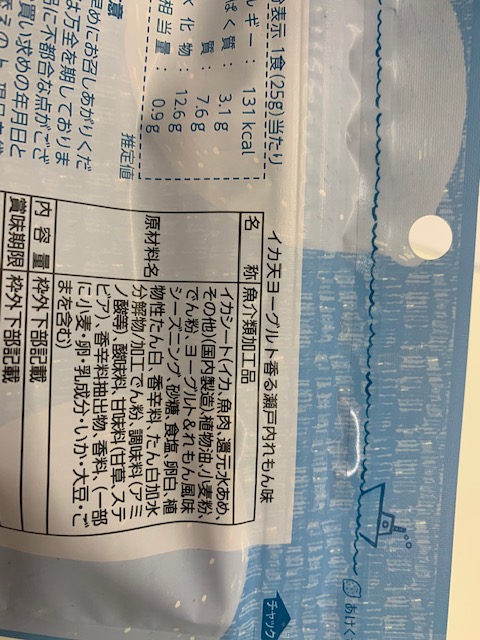 イカ天ヨーグルト香る瀬戸内れもん味
名 称 魚介類加工品
原材料名 イカシート(イカ、魚肉、還元水あめ、
その他)(国内製造)、植物油、小麦粉、
でん粉、ヨーグルト&れもん風味
シーズニング、砂糖、食塩、卵白、植
物性たん白、香辛料、たん白加水
分解物/加工でん粉、調味料(アミ
ノ酸等)、酸味料、甘味料(甘草、ステ
ビア)、香辛料抽出物、香料、(一部
に小麦・卵・乳成分・いか・大豆・ご
まを含む)
内 容 量 枠外下部記載
賞味期限 枠外下部記載
表示 1食(25g)当たり
ルギー: 131kcal
ぱく質: 3.1g
質: 7.6g
水化物: 12.6g
相当量: 0.9g
推定値
にお召しあがりくだ
は万全を期しておりま
に不都合な点がござ
買い求めの年月日と
チャック
あけく